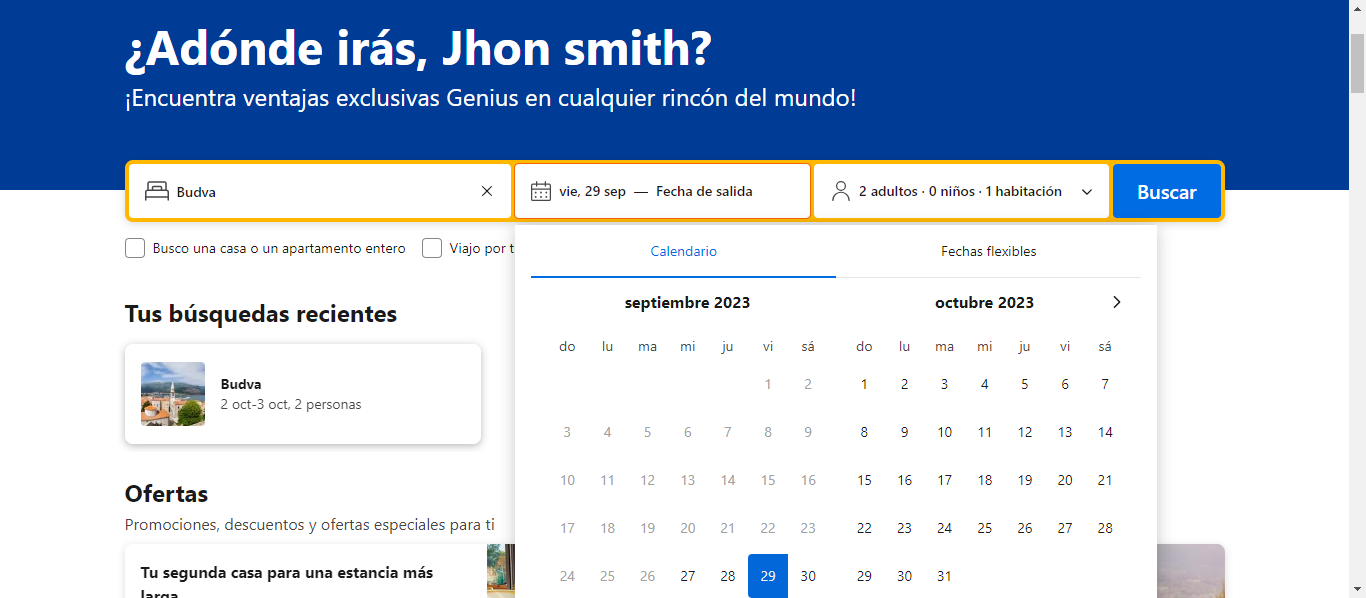 ¿Adónde irás, Jhon smith?
¡Encuentra ventajas exclusivas Genius en cualquier rincón del mundo!
Budva
vie, 29 sep — Fecha de salida
2 adultos · 0 niños · 1 habitación
Buscar
Busco una casa o un apartamento entero
Viajo por t
Calendario
Fechas flexibles
septiembre 2023
do lu ma mi ju vi sá
1 2
3 4 5 6 7 8 9
10 11 12 13 14 15 16
17 18 19 20 21 22 23
24 25 26 27 28 29 30
octubre 2023
do lu ma mi ju vi sá
1 2 3 4 5 6 7
8 9 10 11 12 13 14
15 16 17 18 19 20 21
22 23 24 25 26 27 28
29 30 31
Tus búsquedas recientes
Budva
2 oct-3 oct, 2 personas
Ofertas
Promociones, descuentos y ofertas especiales para ti
Tu segunda casa para una estancia más
larga